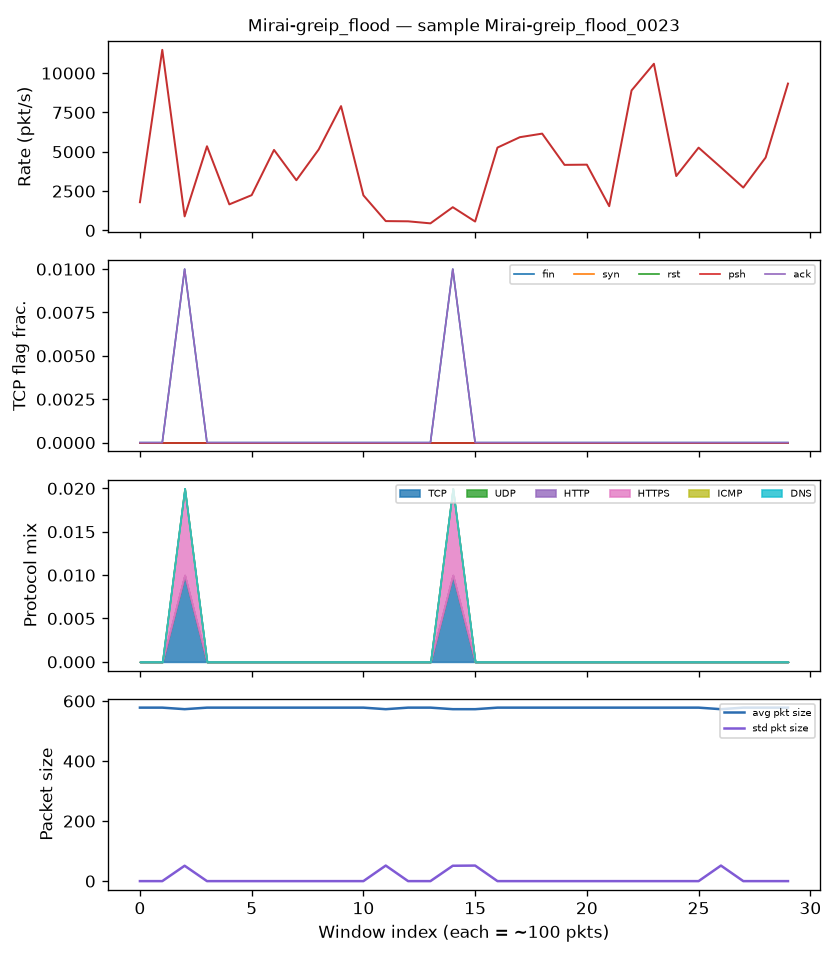 Mirai-greip_flood — sample Mirai-greip_flood_0023
Rate (pkt/s)
10000
7500
5000
2500
0
TCP flag frac.
0.0100
0.0075
0.0050
0.0025
0.0000
fin syn rst psh ack
Protocol mix
0.020
0.015
0.010
0.005
0.000
TCP UDP HTTP HTTPS ICMP DNS
Packet size
600
400
200
0
avg pkt size
std pkt size
0 5 10 15 20 25 30
Window index (each = ~100 pkts)